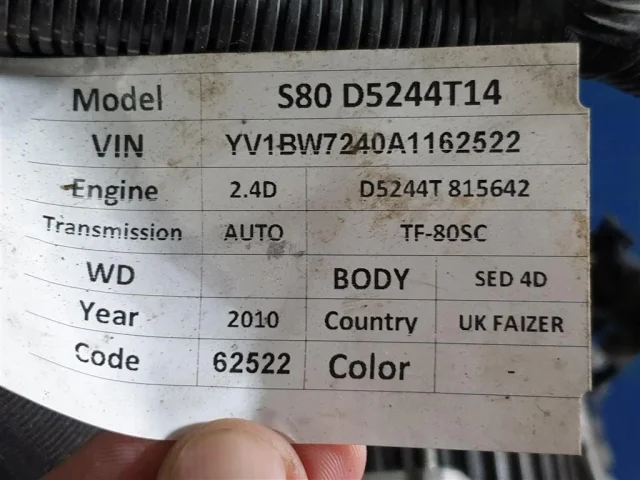 Model S80 D5244T14
VIN YV1BW7240A1162522
Engine 2.4D D5244T 815642
Transmission AUTO TF-80SC
WD BODY SED 4D
Year 2010 Country UK FAIZER
Code 62522 Color -